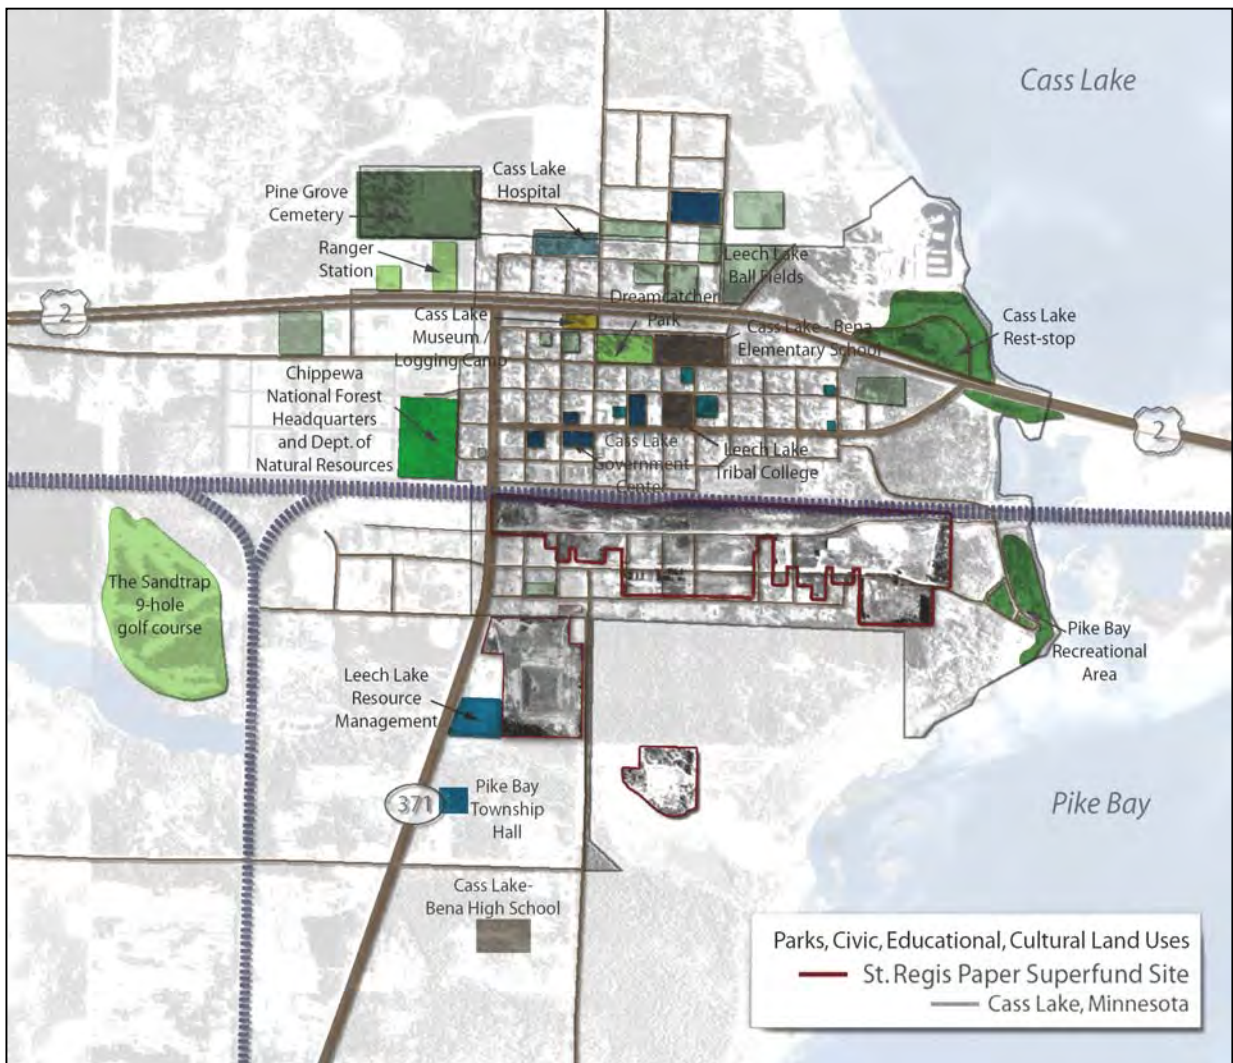 Cass Lake
Cass Lake
Hospital
Pine Grove
Cemetery
Ranger
Station
Leech Lake
Ball Fields
Dreamcatcher
Park
2
Cass Lake
Museum /
Logging Camp
Cass Lake - Bena
Elementary School
Cass Lake
Rest-stop
Chippewa
National Forest
Headquarters
and Dept. of
Natural Resources
2
Cass Lake
Government
Center
Leech Lake
Tribal College
The Sandtrap
9-hole
golf course
Pike Bay
Recreational
Area
Leech Lake
Resource
Management
371
Pike Bay
Township
Hall
Pike Bay
Cass Lake-
Bena High School
Parks, Civic, Educational, Cultural Land Uses
St. Regis Paper Superfund Site
Cass Lake, Minnesota